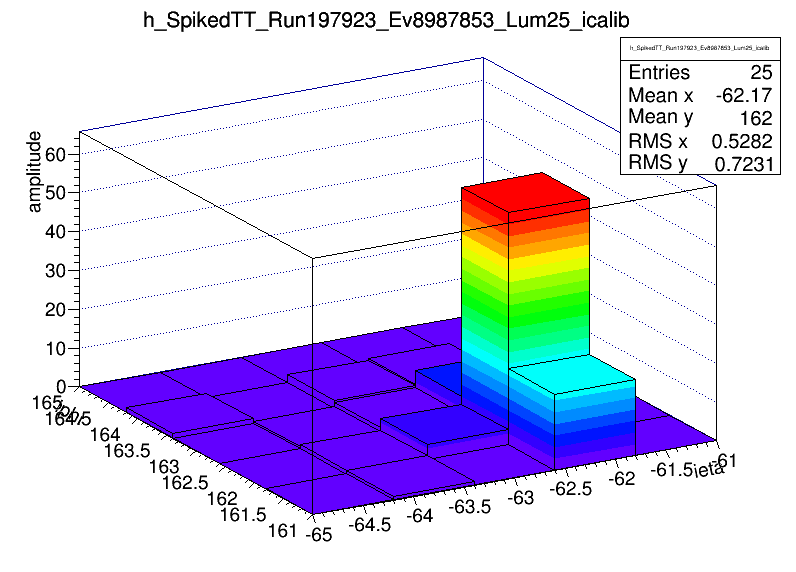 h_SpikedTT_Run197923_Ev8987853_Lum25_icalib
h_SpikedTT_Run197923_Ev8987853_Lum25_icalib
Entries 25
Mean x -62.17
Mean y 162
RMS x 0.5282
RMS y 0.7231
amplitude
60
50
40
30
20
10
0
165
164.5
164
163.5
163
162.5
162
161.5
161
-65
-64.5
-64
-63.5
-63
-62.5
-62
-61.5
-61
ieta